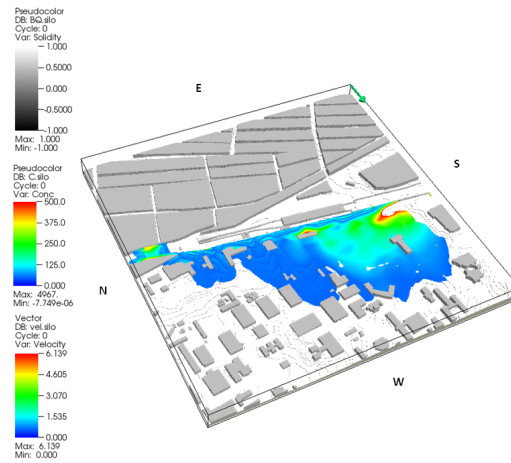 Pseudocolor
DB: BQ.silo
Cycle: 0
Var: Solidity
1.000
0.5000
0.000
-0.5000
-1.000
Max: 1.000
Min: -1.000
Pseudocolor
DB: C.silo
Cycle: 0
Var: Conc
500.0
375.0
250.0
125.0
0.000
Max: 4967.
Min: -7.749e-06
Vector
DB: vel.silo
Cycle: 0
Var: Velocity
6.139
4.605
3.070
1.535
0.000
Max: 6.139
Min: 0.000
E
S
N
W